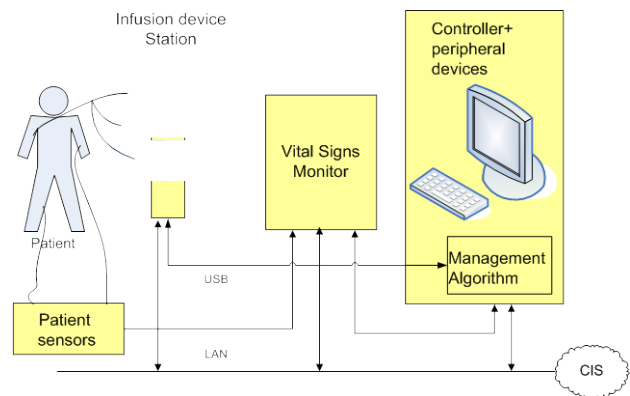 Infusion device
Station
Controller+
peripheral
devices
Vital Signs
Monitor
Patient
Management
Algorithm
USB
Patient
sensors
LAN
CIS